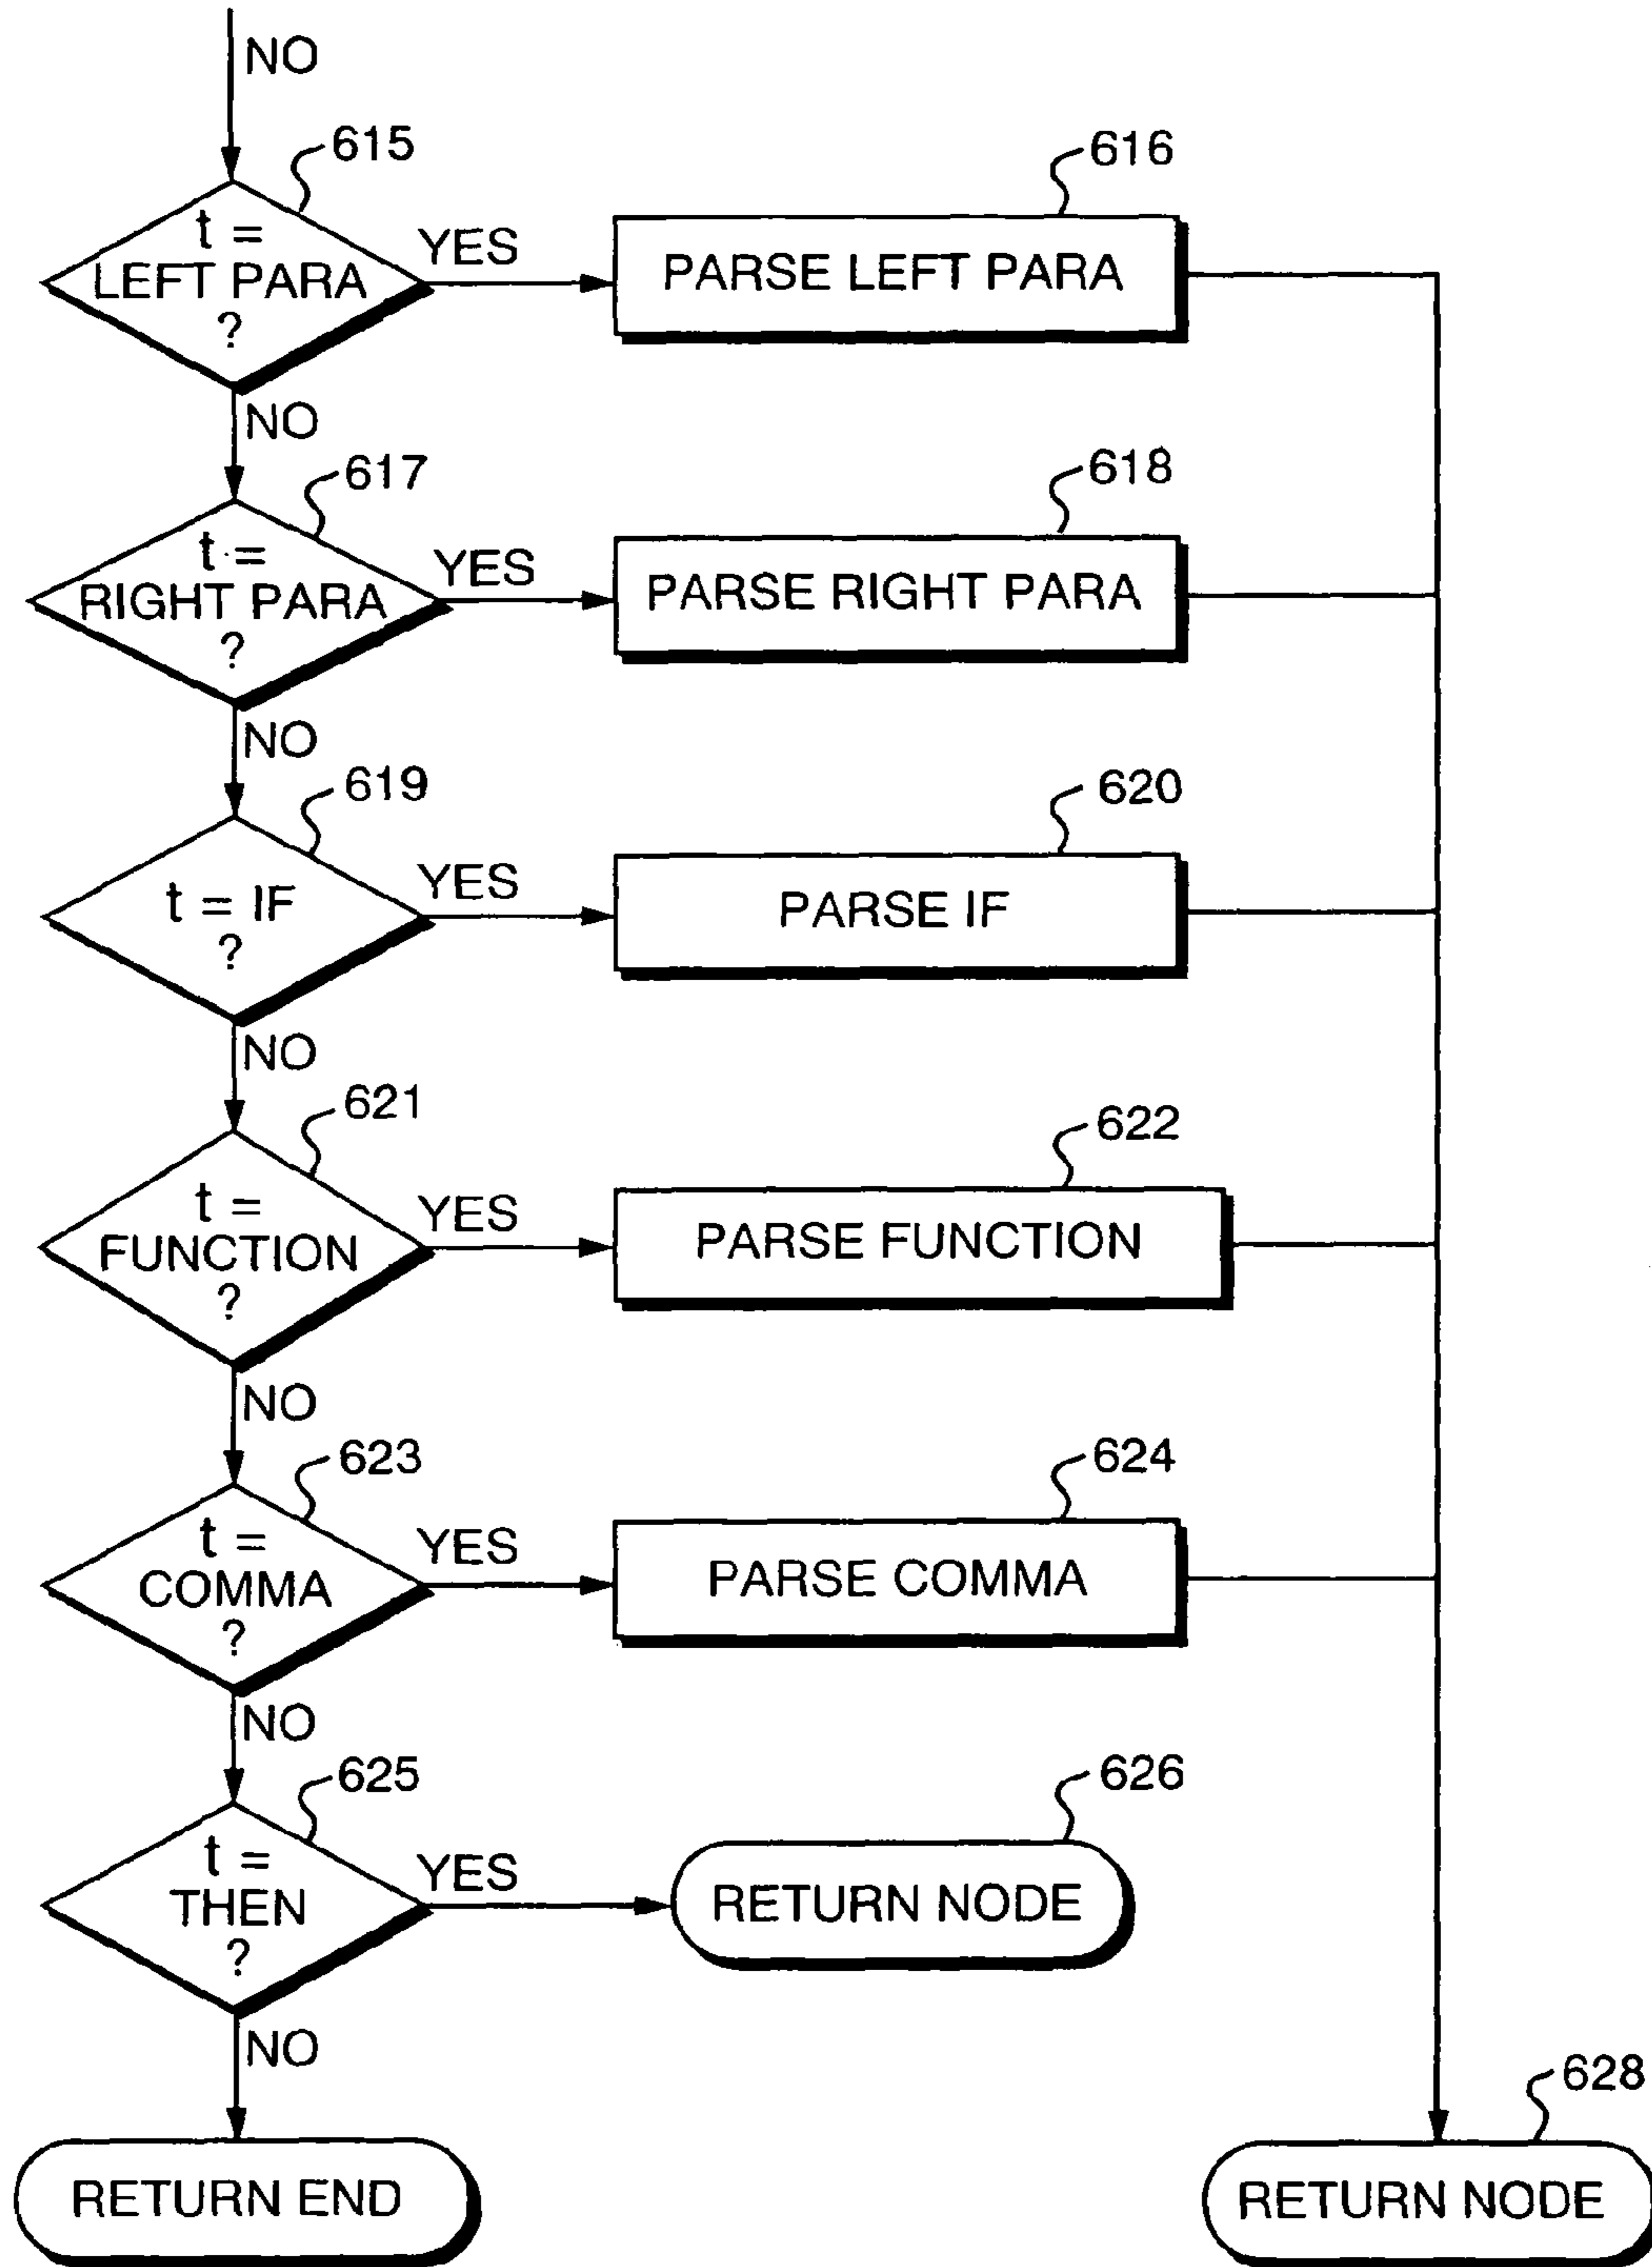 NO
615
616
t =
LEFT PARA
?
YES
PARSE LEFT PARA
NO
617
618
t =
RIGHT PARA
?
YES
PARSE RIGHT PARA
NO
619
620
t = IF
?
YES
PARSE IF
NO
621
622
t =
FUNCTION
?
YES
PARSE FUNCTION
NO
623
624
t =
COMMA
?
YES
PARSE COMMA
NO
625
626
t =
THEN
?
YES
RETURN NODE
NO
628
RETURN END
RETURN NODE